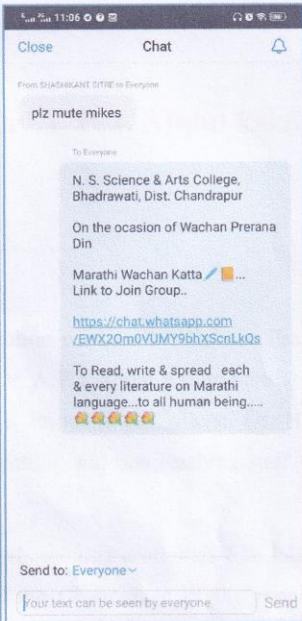 11:06
Close
Chat
From SHASHIKANT SITRE to Everyone
plz mute mikes
To Everyone
N. S. Science & Arts College,
Bhadrawati, Dist. Chandrapur
On the ocasion of Wachan Prerana
Din
Marathi Wachan Katta🖊️📙...
Link to Join Group..
https://chat.whatsapp.com
/EWX2Om0VUMY9bhXScnLkQs
To Read, write & spread each
& every literature on Marathi
language...to all human being.....
💐💐💐💐💐
Send to: Everyone
Your text can be seen by everyone
Send